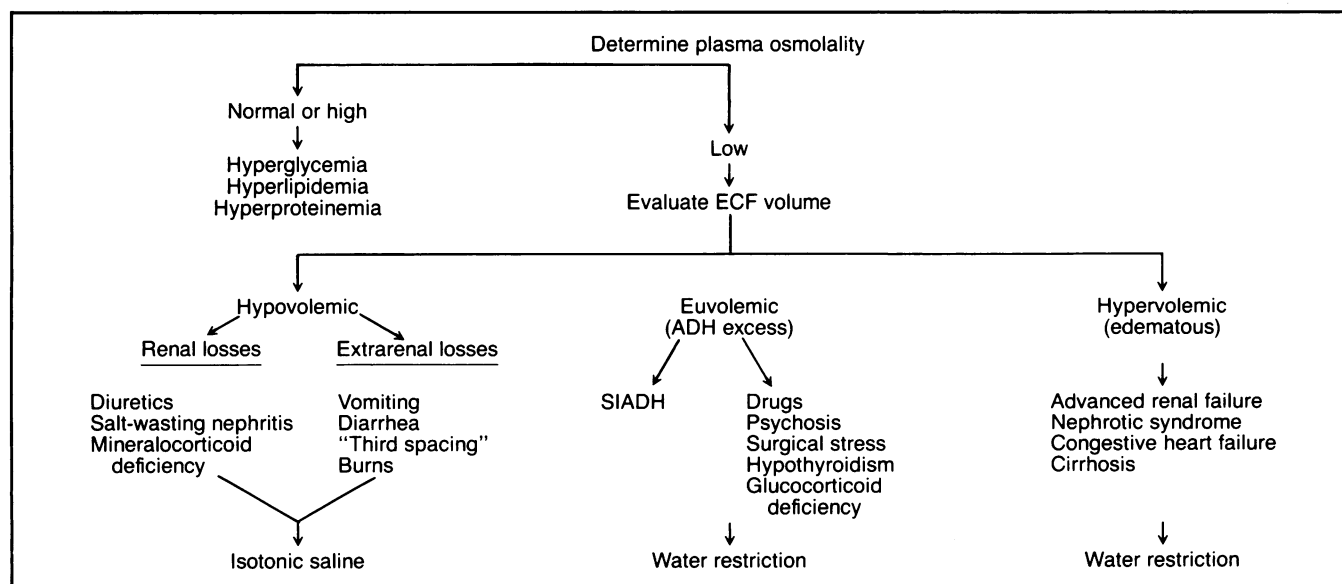 Determine plasma osmolality
Normal or high
Hyperglycemia
Hyperlipidemia
Hyperproteinemia
Low
Evaluate ECF volume
Hypovolemic
Renal losses
Extrarenal losses
Diuretics
Salt-wasting nephritis
Mineralocorticoid
deficiency
Vomiting
Diarrhea
"Third spacing"
Burns
Isotonic saline
Euvolemic
(ADH excess)
SIADH
Drugs
Psychosis
Surgical stress
Hypothyroidism
Glucocorticoid
deficiency
Water restriction
Hypervolemic
(edematous)
Advanced renal failure
Nephrotic syndrome
Congestive heart failure
Cirrhosis
Water restriction